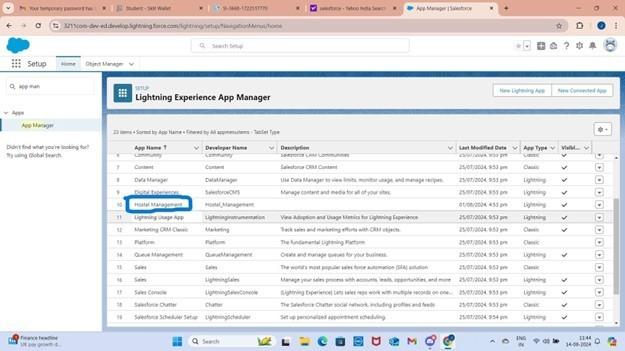 Your temporary password has
Student - Skill Wallet
SI-3668-1722517770
salesforce - Yahoo India Search
App Manager | Salesforce
3211com-dev-ed.develop.lightning.force.com/lightning/setup/NavigationMenus/home
Search Setup
Setup
Home
Object Manager
app man
Apps
App Manager
Didn't find what you're looking for?
Try using Global Search.
SETUP
Lightning Experience App Manager
New Lightning App
New Connected App
23 items • Sorted by App Name • Filtered by All appmenuitems - TabSet Type
App Name ↑ Developer Name Description Last Modified Date App Type Visibl...
6 Community Community Salesforce CRM Communities 25/07/2024, 9:53 pm Classic
7 Content Content Salesforce CRM Content 25/07/2024, 9:53 pm Classic
8 Data Manager DataManager Use Data Manager to view limits, monitor usage, and manage recipes. 25/07/2024, 9:53 pm Lightning
9 Digital Experiences SalesforceCMS Manage content and media for all of your sites. 25/07/2024, 9:53 pm Lightning
10 Hostel Management Hostel_Management 01/08/2024, 4:53 pm Lightning
11 Lightning Usage App LightningInstrumentation View Adoption and Usage Metrics for Lightning Experience 25/07/2024, 9:53 pm Lightning
12 Marketing CRM Classic Marketing Track sales and marketing efforts with CRM objects. 25/07/2024, 9:53 pm Classic
13 Platform Platform The fundamental Lightning Platform 25/07/2024, 9:53 pm Classic
14 Queue Management QueueManagement Create and manage queues for your business. 25/07/2024, 9:53 pm Lightning
15 Sales Sales The world's most popular sales force automation (SFA) solution 25/07/2024, 9:53 pm Classic
16 Sales LightningSales Manage your sales process with accounts, leads, opportunities, and more 25/07/2024, 9:53 pm Lightning
17 Sales Console LightningSalesConsole (Lightning Experience) Lets sales reps work with multiple records on one... 25/07/2024, 9:53 pm Lightning
18 Salesforce Chatter Chatter The Salesforce Chatter social network, including profiles and feeds 25/07/2024, 9:53 pm Classic
19 Salesforce Scheduler Setup LightningScheduler Set up personalized appointment scheduling. 25/07/2024, 9:53 pm Lightning
Finance headline
UK pay growth d...
Search
ENG
IN
11:44
14-09-2024